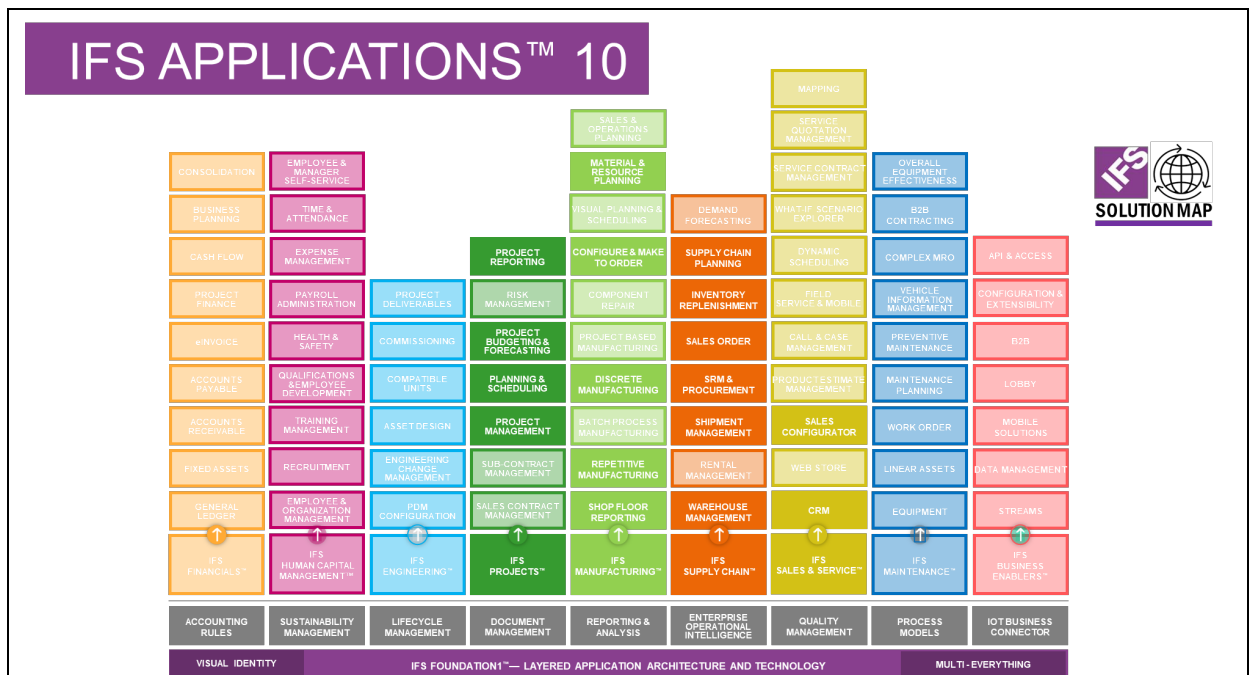 IFS APPLICATIONS™ 10
IFS
SOLUTION MAP
CONSOLIDATION
BUSINESS
PLANNING
CASH FLOW
PROJECT
FINANCE
eINVOICE
ACCOUNTS
PAYABLE
ACCOUNTS
RECEIVABLE
FIXED ASSETS
GENERAL
LEDGER
IFS
FINANCIALS™
EMPLOYEE &
MANAGER
SELF-SERVICE
TIME &
ATTENDANCE
EXPENSE
MANAGEMENT
PAYROLL
ADMINISTRATION
HEALTH &
SAFETY
QUALIFICATIONS
&EMPLOYEE
DEVELOPMENT
TRAINING
MANAGEMENT
RECRUITMENT
EMPLOYEE &
ORGANIZATION
MANAGEMENT
IFS
HUMAN CAPITAL
MANAGEMENT™
PROJECT
DELIVERABLES
COMMISSIONING
COMPATIBLE
UNITS
ASSET DESIGN
ENGINEERING
CHANGE
MANAGEMENT
PDM
CONFIGURATION
IFS
ENGINEERING™
PROJECT
REPORTING
RISK
MANAGEMENT
PROJECT
BUDGETING &
FORECASTING
PLANNING &
SCHEDULING
PROJECT
MANAGEMENT
SUB-CONTRACT
MANAGEMENT
SALES CONTRACT
MANAGEMENT
IFS
PROJECTS™
SALES &
OPERATIONS
PLANNING
MATERIAL &
RESOURCE
PLANNING
VISUAL PLANNING &
SCHEDULING
CONFIGURE & MAKE
TO ORDER
COMPONENT
REPAIR
PROJECT BASED
MANUFACTURING
DISCRETE
MANUFACTURING
BATCH PROCESS
MANUFACTURING
REPETITIVE
MANUFACTURING
SHOP FLOOR
REPORTING
IFS
MANUFACTURING™
DEMAND
FORECASTING
SUPPLY CHAIN
PLANNING
INVENTORY
REPLENISHMENT
SALES ORDER
SRM &
PROCUREMENT
SHIPMENT
MANAGEMENT
RENTAL
MANAGEMENT
WAREHOUSE
MANAGEMENT
IFS
SUPPLY CHAIN™
MAPPING
SERVICE
QUOTATION
MANAGEMENT
SERVICE CONTRACT
MANAGEMENT
WHAT-IF SCENARIO
EXPLORER
DYNAMIC
SCHEDULING
FIELD
SERVICE & MOBILE
CALL & CASE
MANAGEMENT
PRODUCT ESTIMATE
MANAGEMENT
SALES
CONFIGURATOR
WEB STORE
CRM
IFS
SALES & SERVICE™
OVERALL
EQUIPMENT
EFFECTIVENESS
B2B
CONTRACTING
COMPLEX MRO
VEHICLE
INFORMATION
MANAGEMENT
PREVENTIVE
MAINTENANCE
MAINTENANCE
PLANNING
WORK ORDER
LINEAR ASSETS
EQUIPMENT
IFS
MAINTENANCE™
API & ACCESS
CONFIGURATION &
EXTENSIBILITY
B2B
LOBBY
MOBILE
SOLUTIONS
DATA MANAGEMENT
STREAMS
IFS
BUSINESS
ENABLERS™
ACCOUNTING
RULES
SUSTAINABILITY
MANAGEMENT
LIFECYCLE
MANAGEMENT
DOCUMENT
MANAGEMENT
REPORTING &
ANALYSIS
ENTERPRISE
OPERATIONAL
INTELLIGENCE
QUALITY
MANAGEMENT
PROCESS
MODELS
IOT BUSINESS
CONNECTOR
VISUAL IDENTITY
IFS FOUNDATION1™— LAYERED APPLICATION ARCHITECTURE AND TECHNOLOGY
MULTI-EVERYTHING